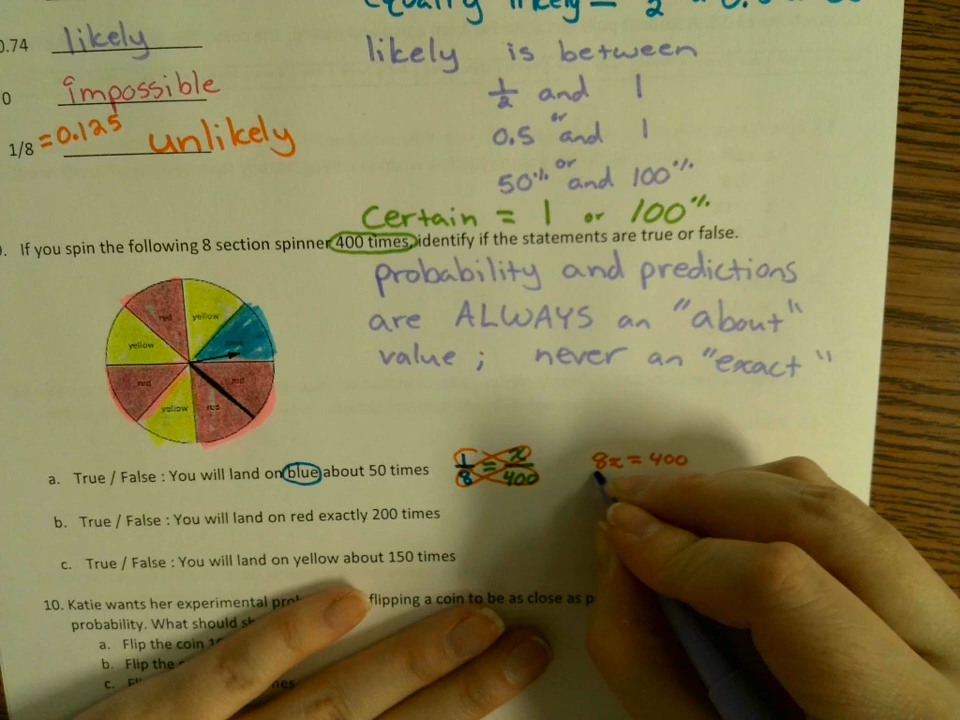 equally likely = 1/2
0.74 likely
likely is between
1/2 and 1
0 impossible
or
0.5 and 1
1/8 = 0.125 unlikely
or
50% and 100%
Certain = 1 or 100%
9. If you spin the following 8 section spinner 400 times, identify if the statements are true or false.
probability and predictions
are ALWAYS an "about"
value ; never an "exact"
red
yellow
yellow
red
red
yellow
red
a. True / False : You will land on blue about 50 times
1/8 = x/400
8x = 400
b. True / False : You will land on red exactly 200 times
c. True / False : You will land on yellow about 150 times
10. Katie wants her experimental flipping a coin to be as close as
probability. What should
a. Flip the coin
b. Flip the
c.